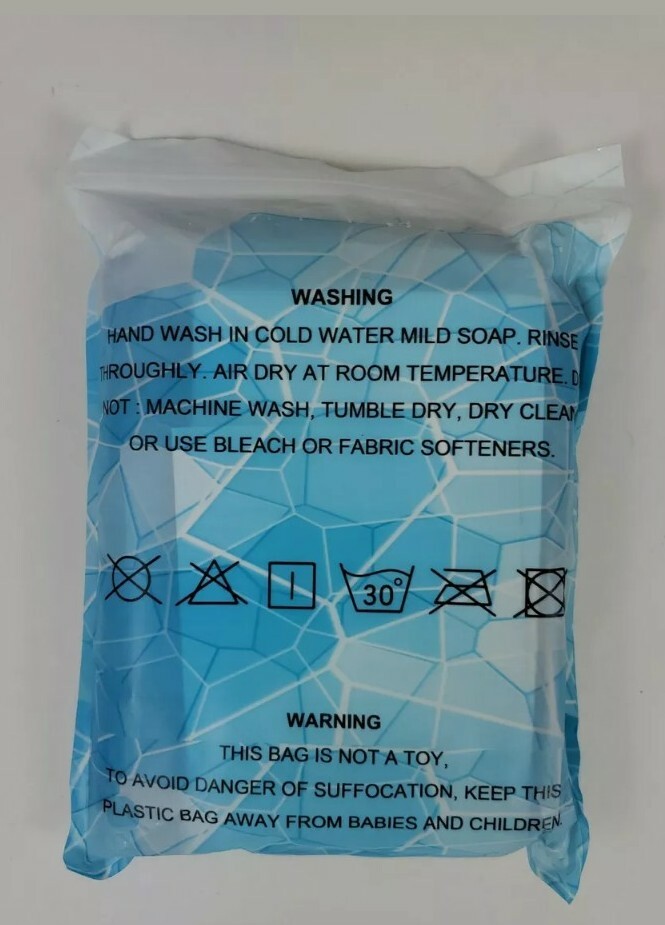 WASHING
HAND WASH IN COLD WATER MILD SOAP. RINSE
THROUGHLY. AIR DRY AT ROOM TEMPERATURE. D
NOT : MACHINE WASH, TUMBLE DRY, DRY CLEAN
OR USE BLEACH OR FABRIC SOFTENERS.
30°
WARNING
THIS BAG IS NOT A TOY,
TO AVOID DANGER OF SUFFOCATION, KEEP THIS
PLASTIC BAG AWAY FROM BABIES AND CHILDREN.